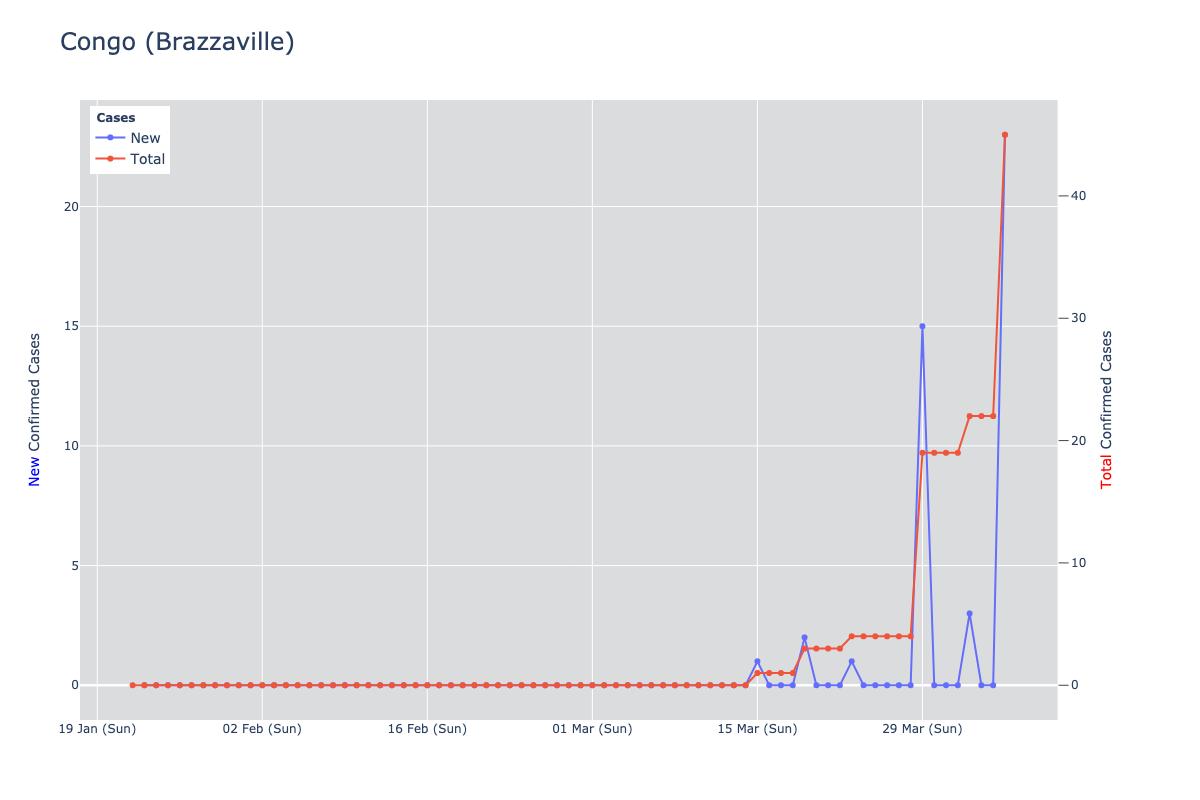 Congo (Brazzaville)
Cases
New
Total
20
15
10
5
0
40
30
20
10
0
New Confirmed Cases
Total Confirmed Cases
19 Jan (Sun)
02 Feb (Sun)
16 Feb (Sun)
01 Mar (Sun)
15 Mar (Sun)
29 Mar (Sun)